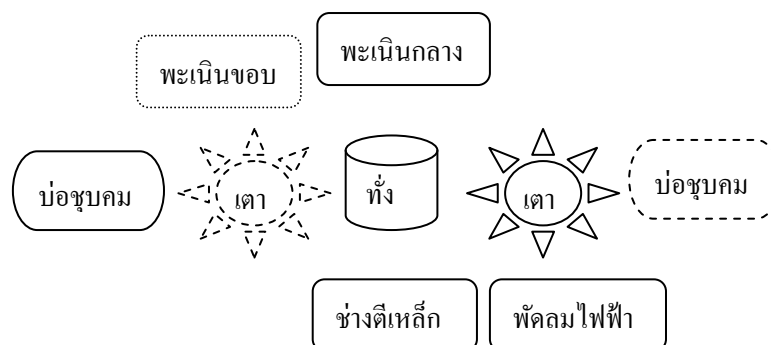 พะเนินกลาง
พะเนินขอบ
บ่อชุบคม
เตา
ทั่ง
เตา
บ่อชุบคม
ช่างตีเหล็ก
พัดลมไฟฟ้า